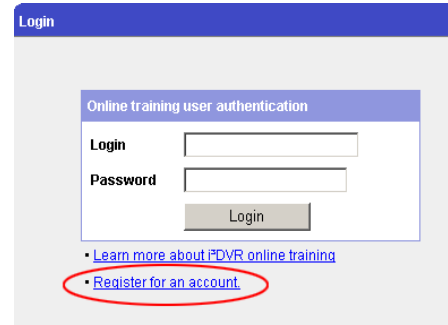 Login
Online training user authentication
Login
Password
Login
• Learn more about i³DVR online training
• Register for an account.